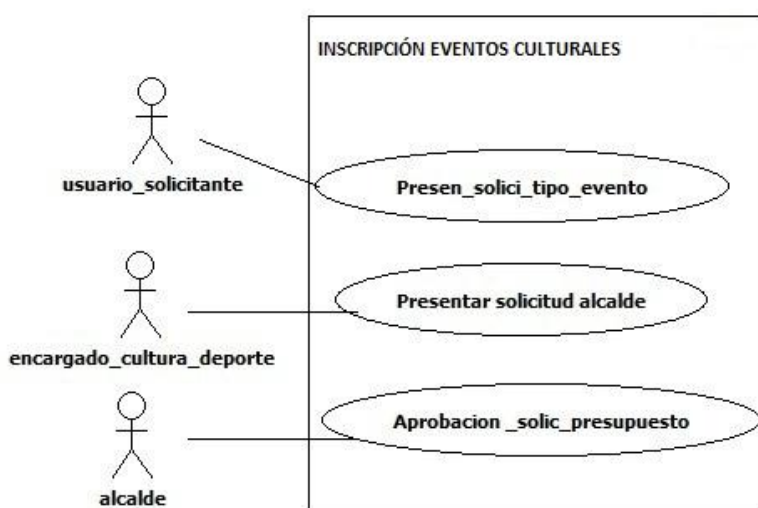 INSCRIPCIÓN EVENTOS CULTURALES
usuario_solicitante
Presen_solici_tipo_evento
Presentar solicitud alcalde
encargado_cultura_deporte
Aprobacion _solic_presupuesto
alcalde